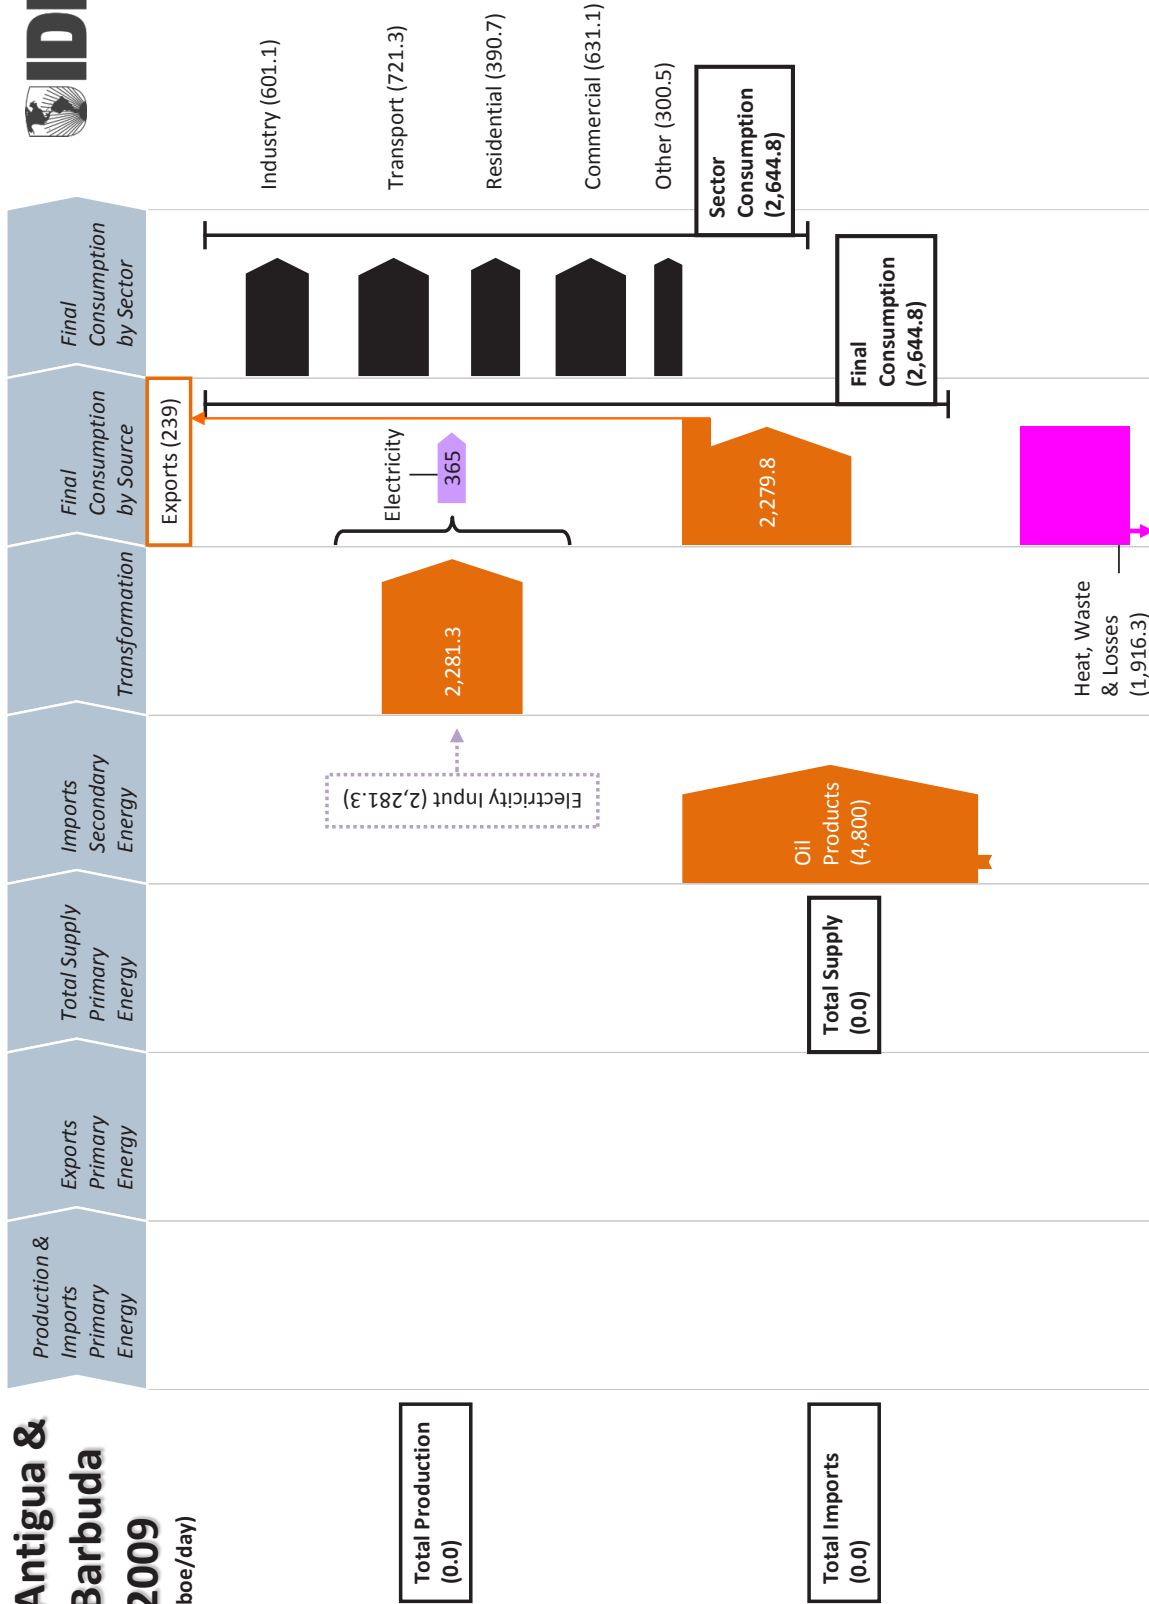 Antigua &
Barbuda
2009
boe/day)
Production &
Imports
Primary
Energy
Exports
Primary
Energy
Total Supply
Primary
Energy
Imports
Secondary
Energy
Transformation
Final
Consumption
by Source
Final
Consumption
by Sector
Total Production
(0.0)
Total Imports
(0.0)
Total Supply
(0.0)
Electricity Input (2,281.3)
Oil
Products
(4,800)
2,281.3
Heat, Waste
& Losses
(1,916.3)
Exports (239)
Electricity
365
2,279.8
Final
Consumption
(2,644.8)
Industry (601.1)
Transport (721.3)
Residential (390.7)
Commercial (631.1)
Other (300.5)
Sector
Consumption
(2,644.8)